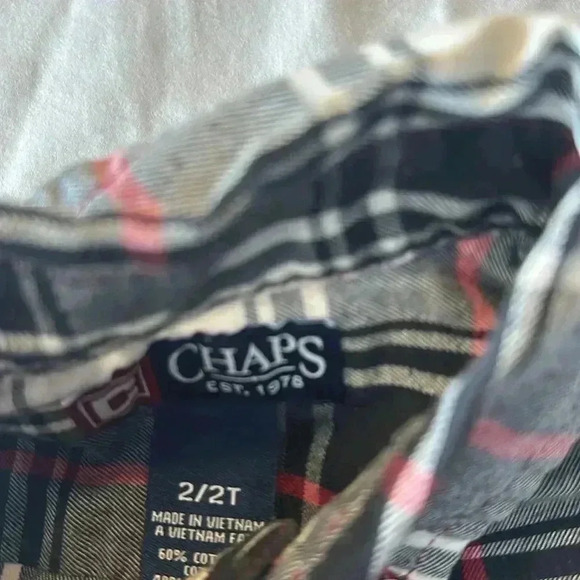 CHAPS
EST. 1978
2/2T
MADE IN VIETNAM
A VIETNAM
60%